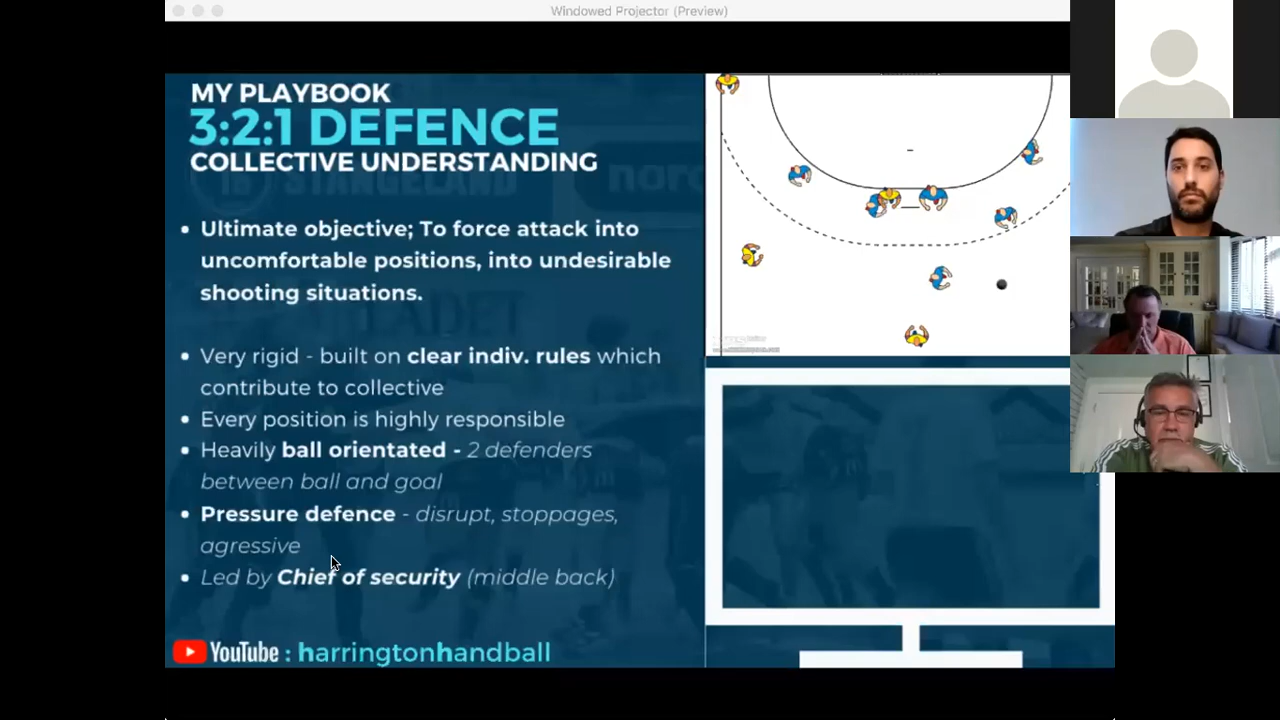 Windowed Projector (Preview)
MY PLAYBOOK
3:2:1 DEFENCE
COLLECTIVE UNDERSTANDING
• Ultimate objective; To force attack into
uncomfortable positions, into undesirable
shooting situations.
• Very rigid - built on clear indiv. rules which
contribute to collective
• Every position is highly responsible
• Heavily ball orientated - 2 defenders
between ball and goal
• Pressure defence - disrupt, stoppages,
agressive
• Led by Chief of security (middle back)
YouTube : harringtonhandball